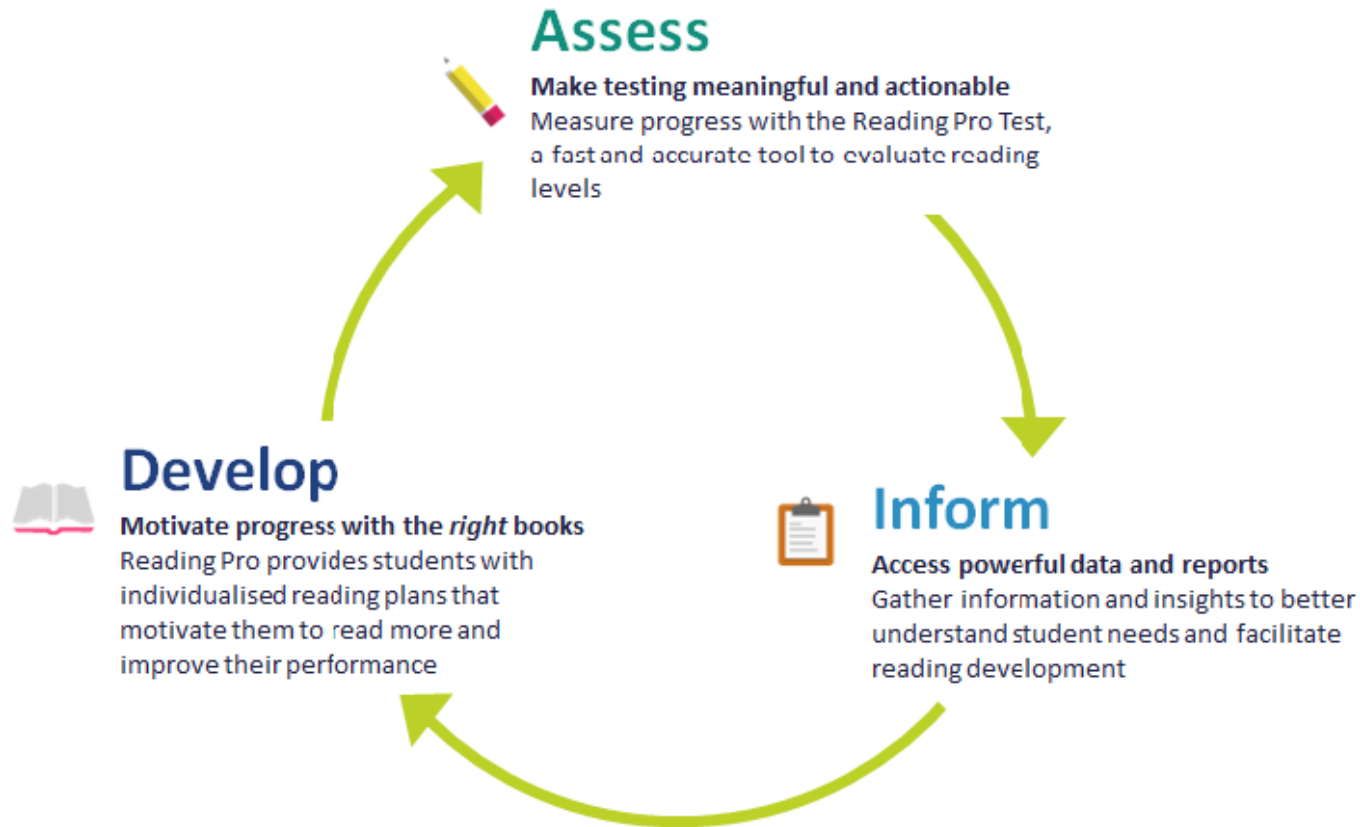 Assess
Make testing meaningful and actionable
Measure progress with the Reading Pro Test,
a fast and accurate tool to evaluate reading
levels
Develop
Motivate progress with the right books
Reading Pro provides students with
individualised reading plans that
motivate them to read more and
improve their performance
Inform
Access powerful data and reports
Gather information and insights to better
understand student needs and facilitate
reading development